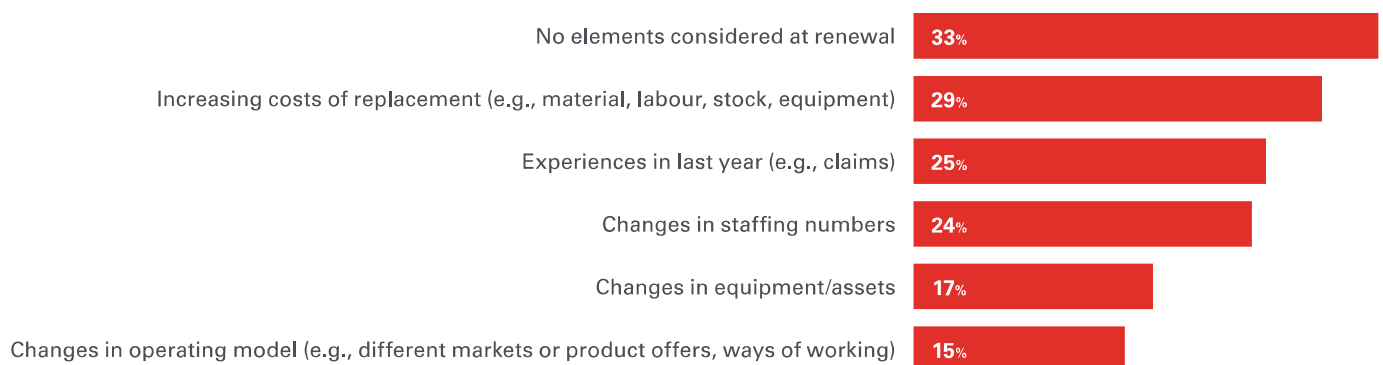 No elements considered at renewal 33%
Increasing costs of replacement (e.g., material, labour, stock, equipment) 29%
Experiences in last year (e.g., claims) 25%
Changes in staffing numbers 24%
Changes in equipment/assets 17%
Changes in operating model (e.g., different markets or product offers, ways of working) 15%